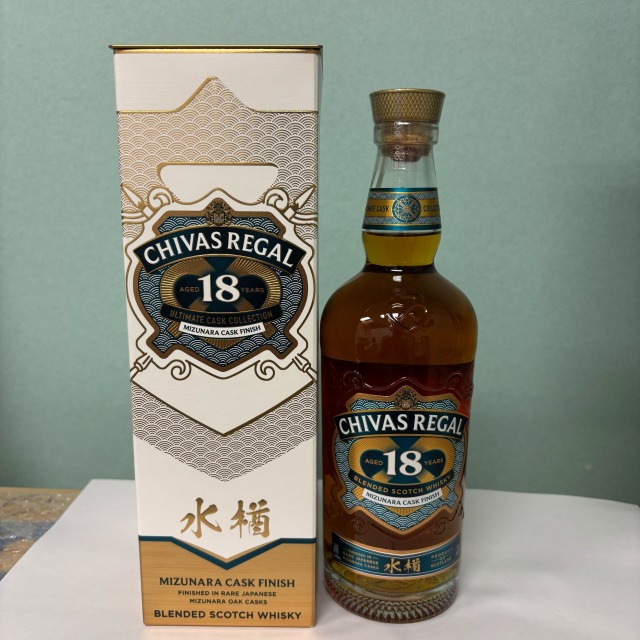 CHIVAS REGAL
AGED 18 YEARS
ULTIMATE CASK COLLECTION
MIZUNARA CASK FINISH
水楢
MIZUNARA CASK FINISH
FINISHED IN RARE JAPANESE
MIZUNARA OAK CASKS
BLENDED SCOTCH WHISKY
CASK
CHIVAS REGAL
AGED 18 YEARS
BLENDED SCOTCH WHISKY
MIZUNARA CASK FINISH
水楢